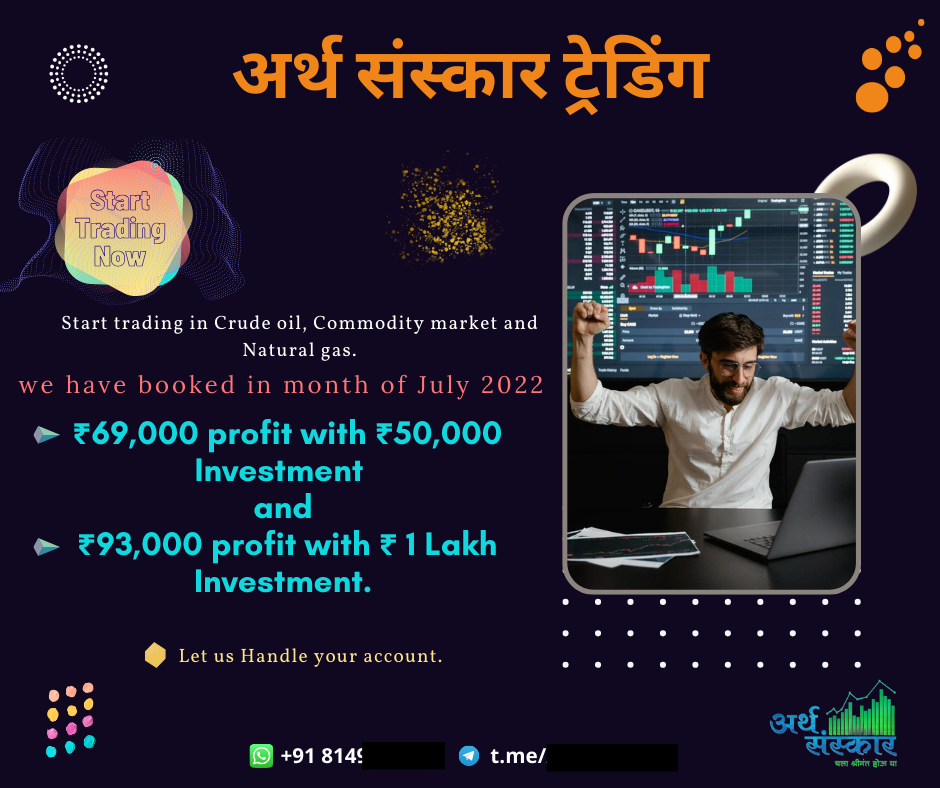 अर्थ संस्कार ट्रेडिंग
Start
Trading
Now
Start trading in Crude oil, Commodity market and
Natural gas.
we have booked in month of July 2022
₹69,000 profit with ₹50,000
Investment
and
₹93,000 profit with ₹ 1 Lakh
Investment.
Let us Handle your account.
+91 8149
t.me/
अर्थ
संस्कार
चला श्रीमंत होऊ या